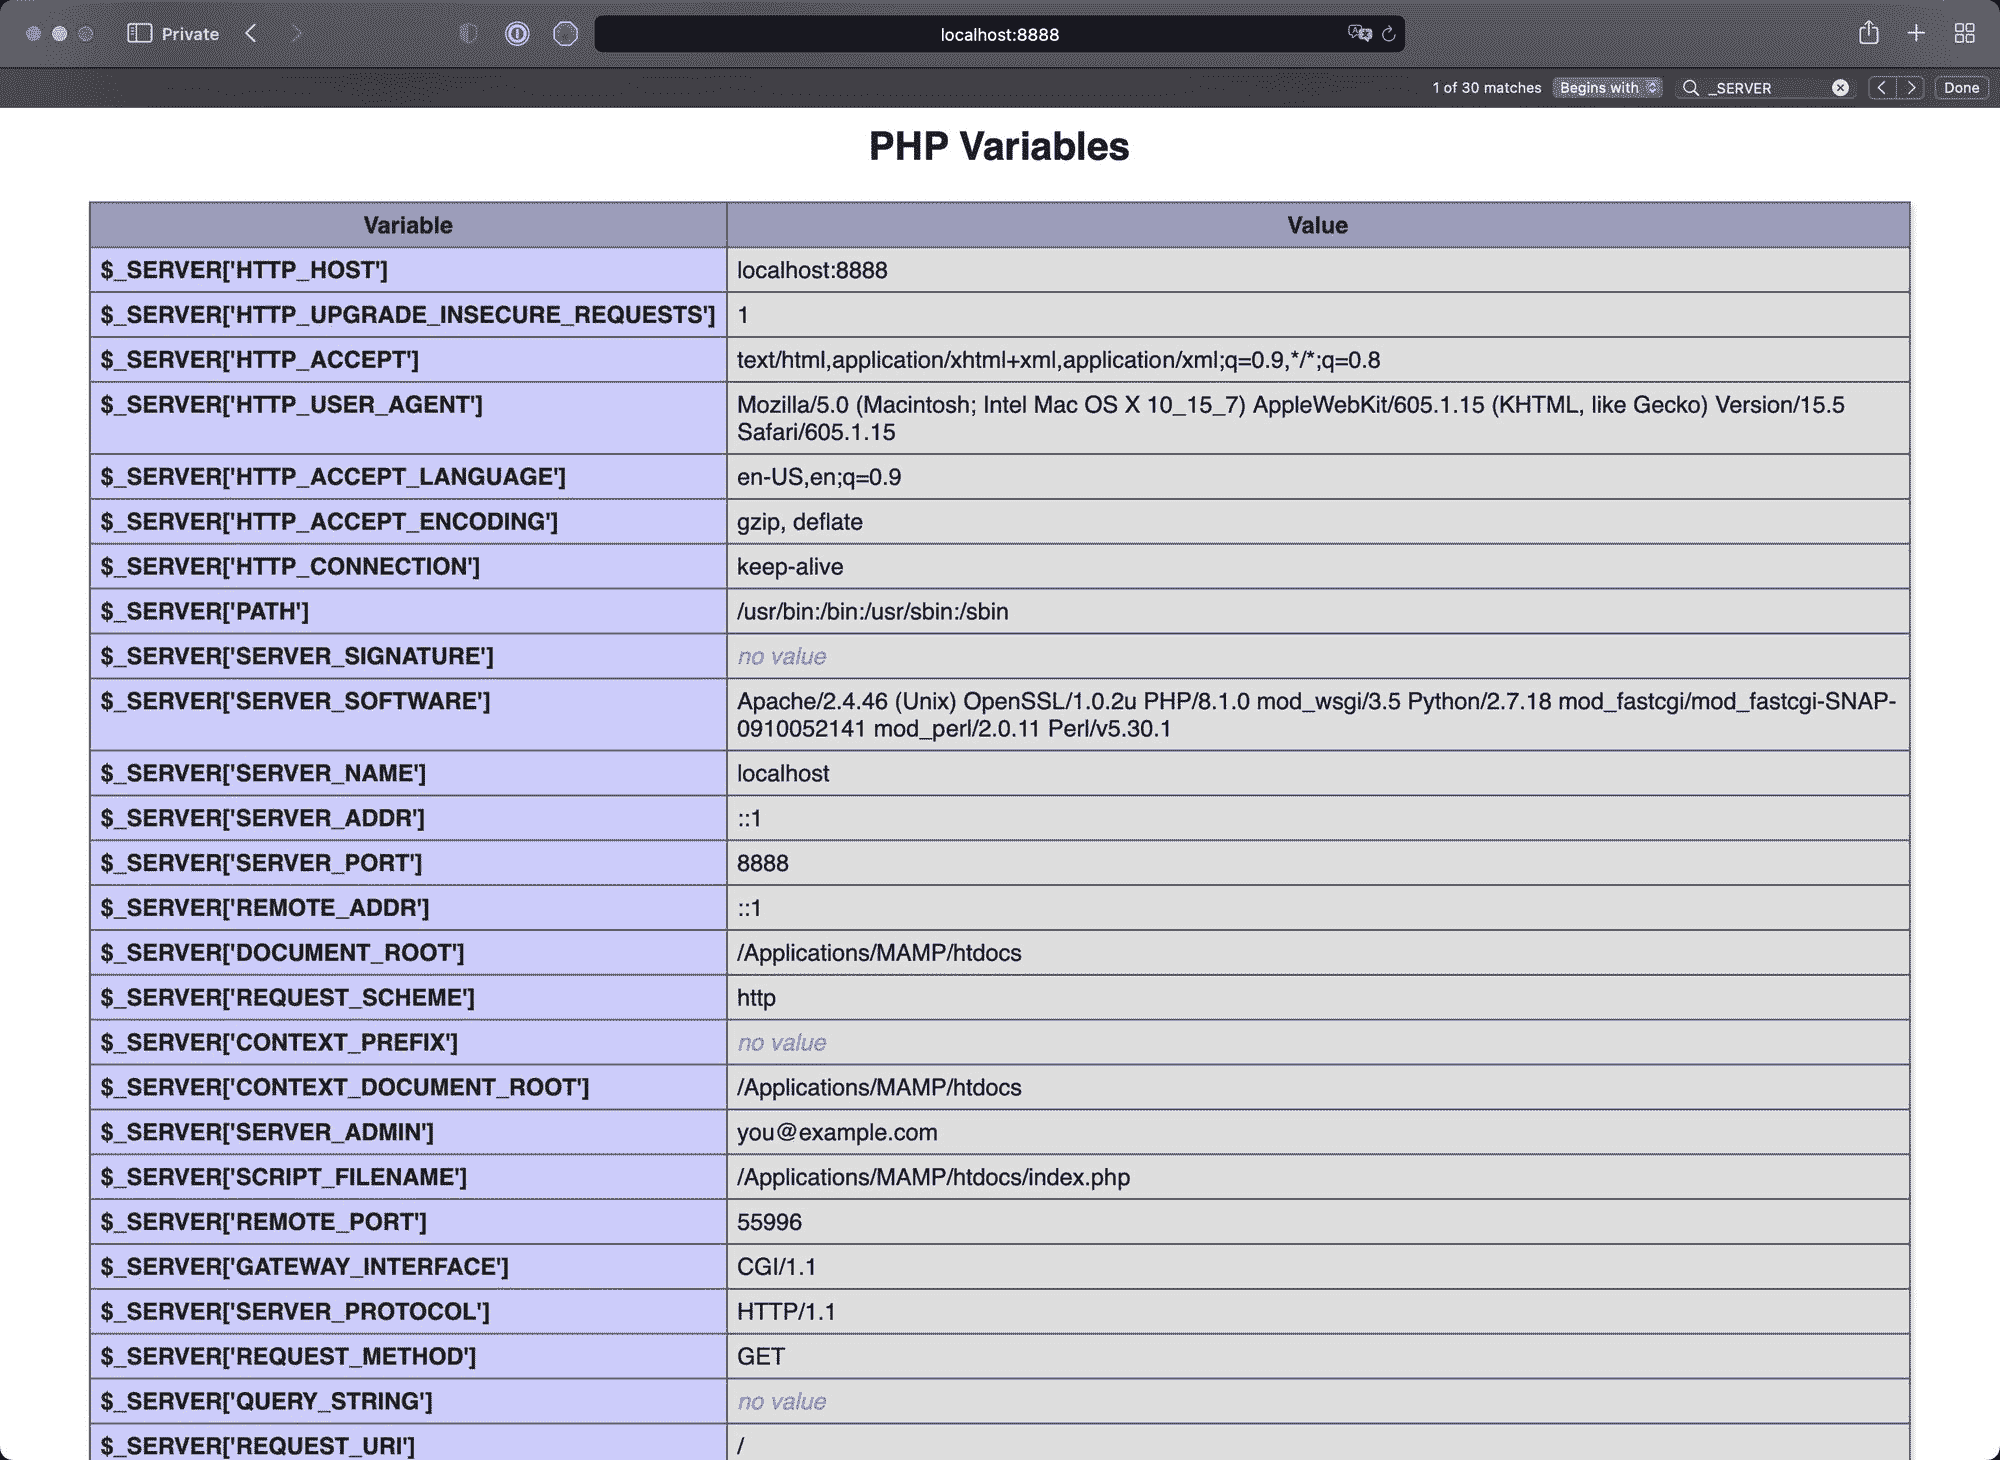 Private
localhost:8888
1 of 30 matches
Begins with
_SERVER
Done
PHP Variables
Variable Value
$_SERVER['HTTP_HOST'] localhost:8888
$_SERVER['HTTP_UPGRADE_INSECURE_REQUESTS'] 1
$_SERVER['HTTP_ACCEPT'] text/html,application/xhtml+xml,application/xml;q=0.9,*/*;q=0.8
$_SERVER['HTTP_USER_AGENT'] Mozilla/5.0 (Macintosh; Intel Mac OS X 10_15_7) AppleWebKit/605.1.15 (KHTML, like Gecko) Version/15.5
Safari/605.1.15
$_SERVER['HTTP_ACCEPT_LANGUAGE'] en-US,en;q=0.9
$_SERVER['HTTP_ACCEPT_ENCODING'] gzip, deflate
$_SERVER['HTTP_CONNECTION'] keep-alive
$_SERVER['PATH'] /usr/bin:/bin:/usr/sbin:/sbin
$_SERVER['SERVER_SIGNATURE'] no value
$_SERVER['SERVER_SOFTWARE'] Apache/2.4.46 (Unix) OpenSSL/1.0.2u PHP/8.1.0 mod_wsgi/3.5 Python/2.7.18 mod_fastcgi/mod_fastcgi-SNAP-
0910052141 mod_perl/2.0.11 Perl/v5.30.1
$_SERVER['SERVER_NAME'] localhost
$_SERVER['SERVER_ADDR'] ::1
$_SERVER['SERVER_PORT'] 8888
$_SERVER['REMOTE_ADDR'] ::1
$_SERVER['DOCUMENT_ROOT'] /Applications/MAMP/htdocs
$_SERVER['REQUEST_SCHEME'] http
$_SERVER['CONTEXT_PREFIX'] no value
$_SERVER['CONTEXT_DOCUMENT_ROOT'] /Applications/MAMP/htdocs
$_SERVER['SERVER_ADMIN'] you@example.com
$_SERVER['SCRIPT_FILENAME'] /Applications/MAMP/htdocs/index.php
$_SERVER['REMOTE_PORT'] 55996
$_SERVER['GATEWAY_INTERFACE'] CGI/1.1
$_SERVER['SERVER_PROTOCOL'] HTTP/1.1
$_SERVER['REQUEST_METHOD'] GET
$_SERVER['QUERY_STRING'] no value
$_SERVER['REQUEST_URI'] /